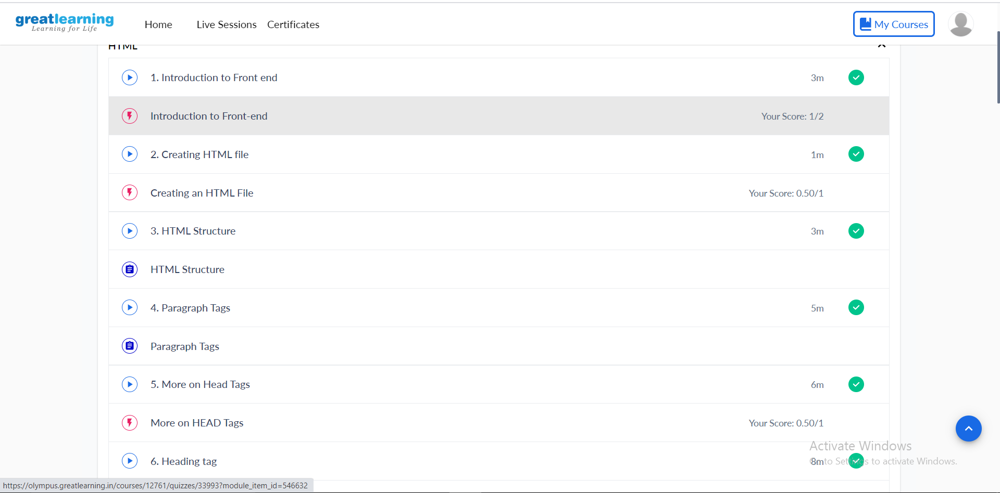 greatlearning
Learning for Life
Home
Live Sessions
Certificates
My Courses
HTML
1. Introduction to Front end
3m
Introduction to Front-end
Your Score: 1/2
2. Creating HTML file
1m
Creating an HTML File
Your Score: 0.50/1
3. HTML Structure
3m
HTML Structure
4. Paragraph Tags
5m
Paragraph Tags
5. More on Head Tags
6m
More on HEAD Tags
Your Score: 0.50/1
Activate Windows
6. Heading tag
8m
Go to Settings to activate Windows.
https://olympus.greatlearning.in/courses/12761/quizzes/33993?module_item_id=546632